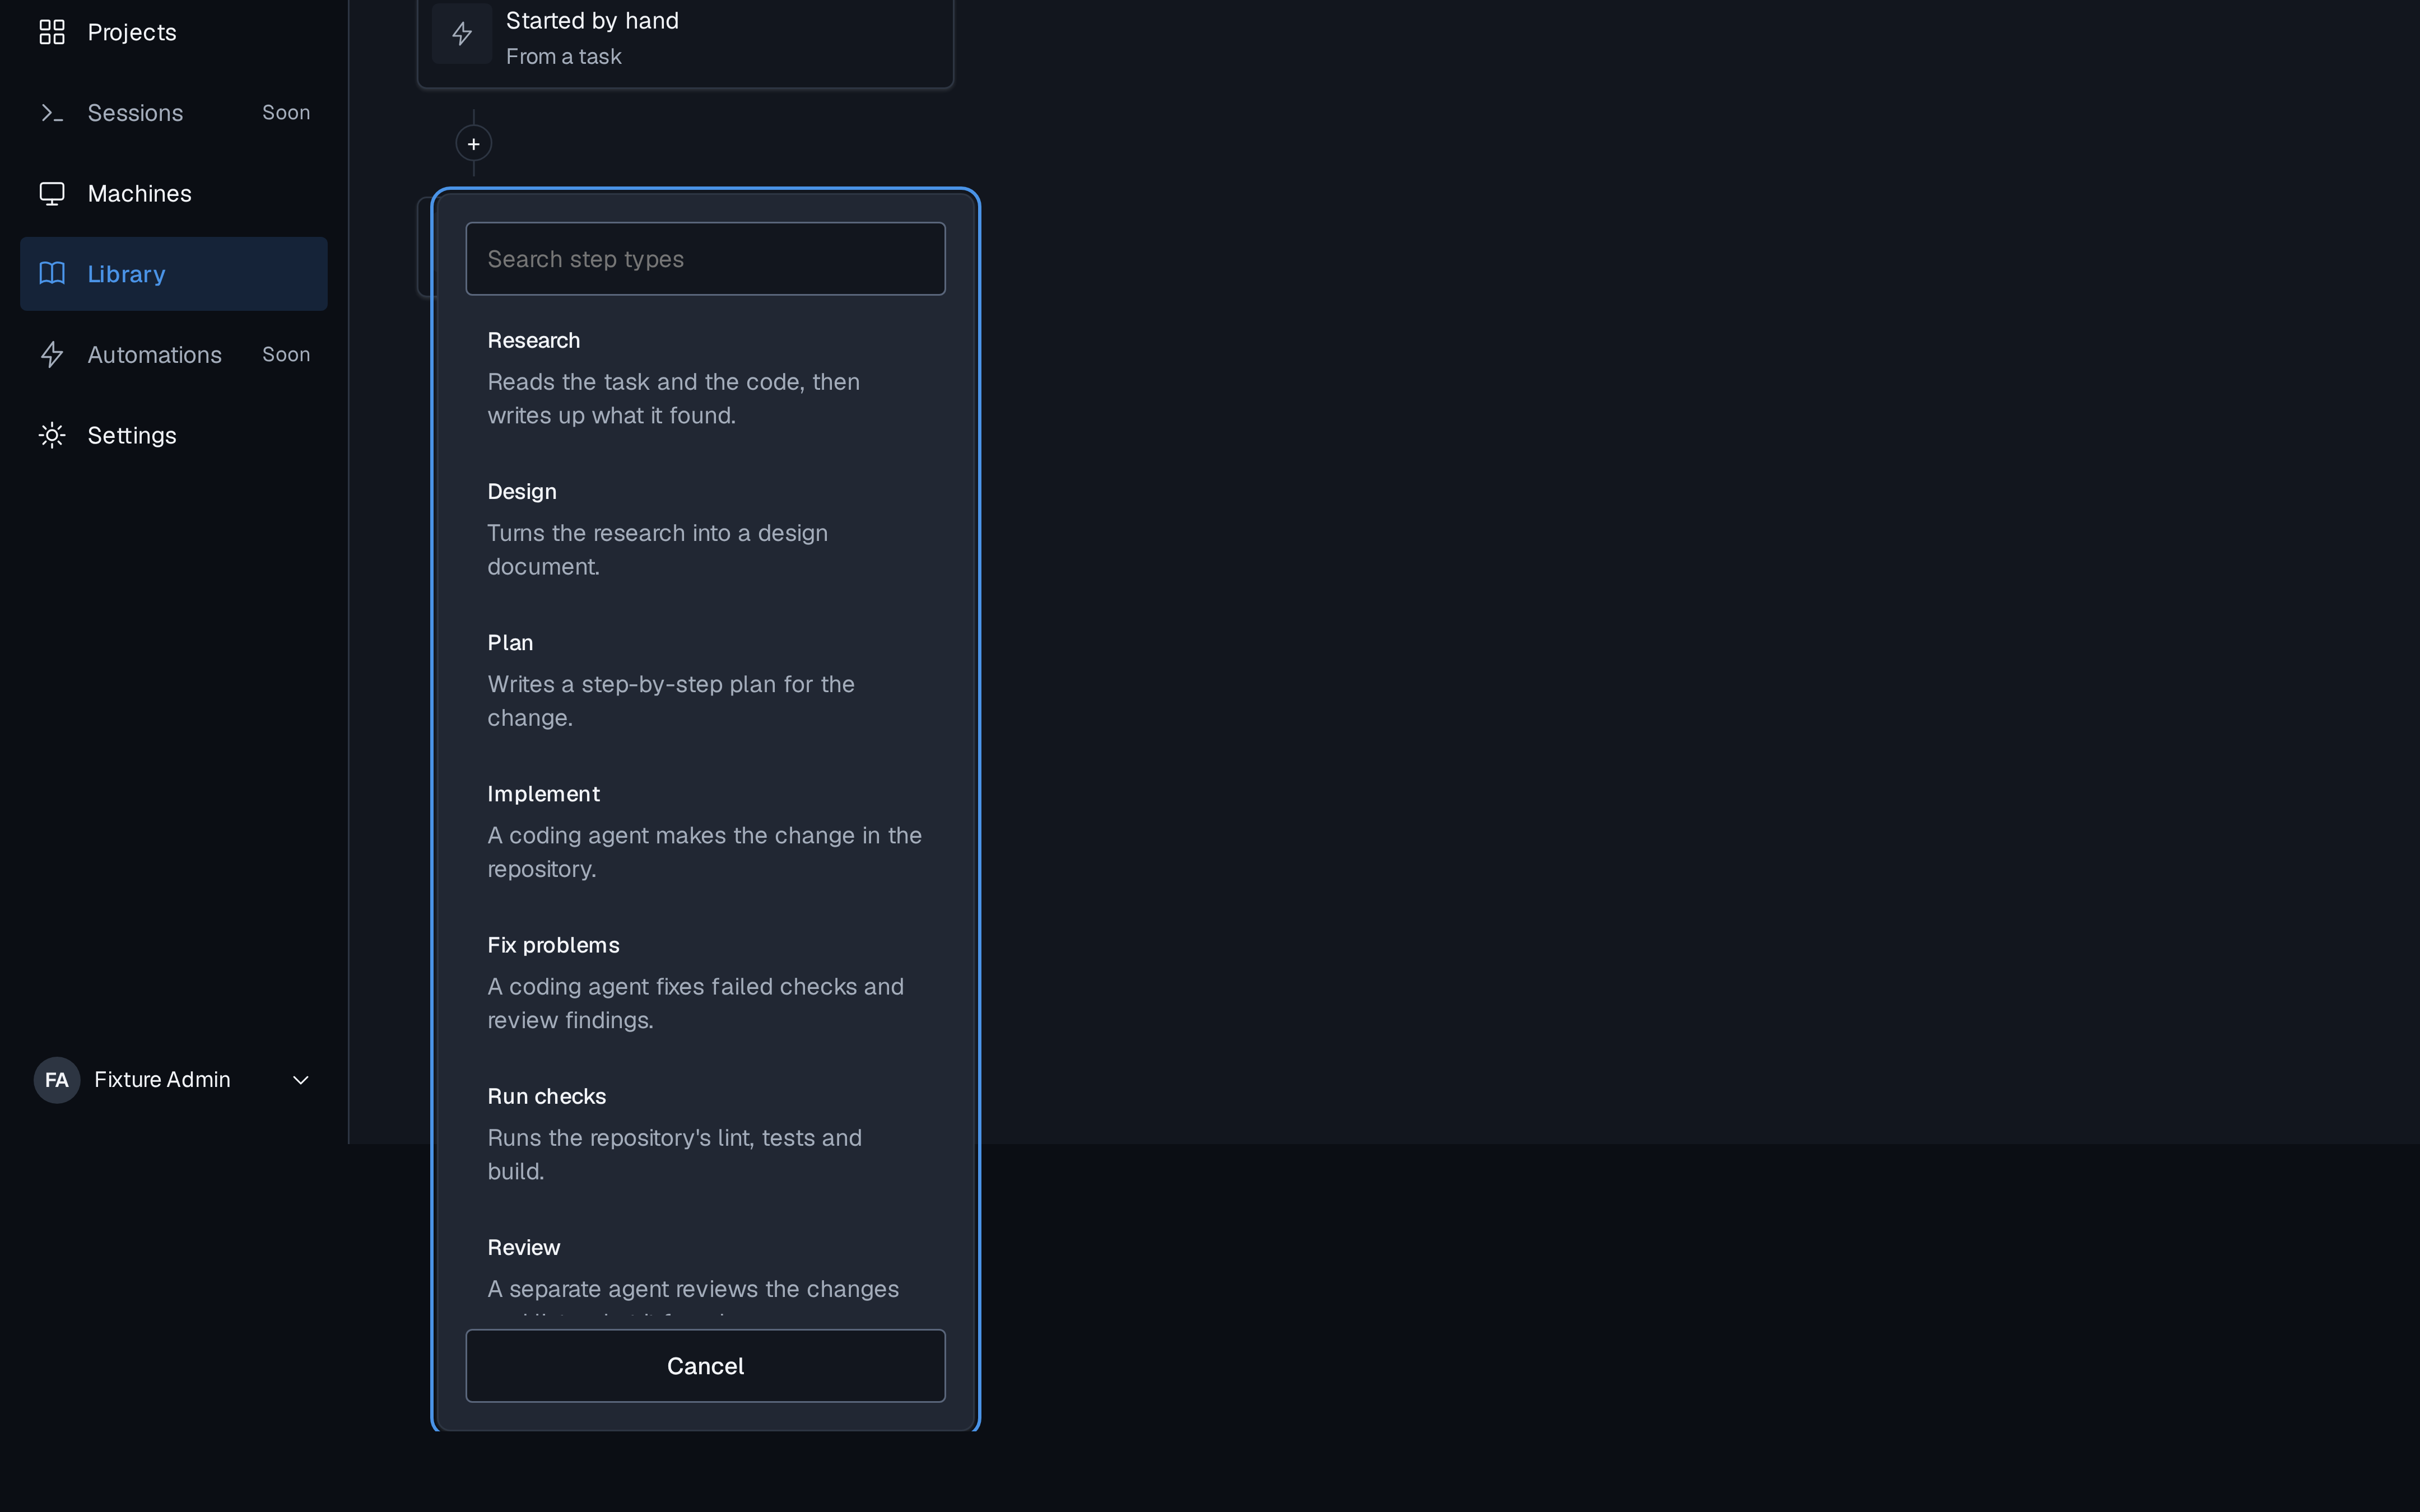 Projects
Sessions Soon
Machines
Library
Automations Soon
Settings
FA Fixture Admin
Started by hand
From a task
+
Search step types
Research
Reads the task and the code, then
writes up what it found.
Design
Turns the research into a design
document.
Plan
Writes a step-by-step plan for the
change.
Implement
A coding agent makes the change in the
repository.
Fix problems
A coding agent fixes failed checks and
review findings.
Run checks
Runs the repository's lint, tests and
build.
Review
A separate agent reviews the changes
Cancel